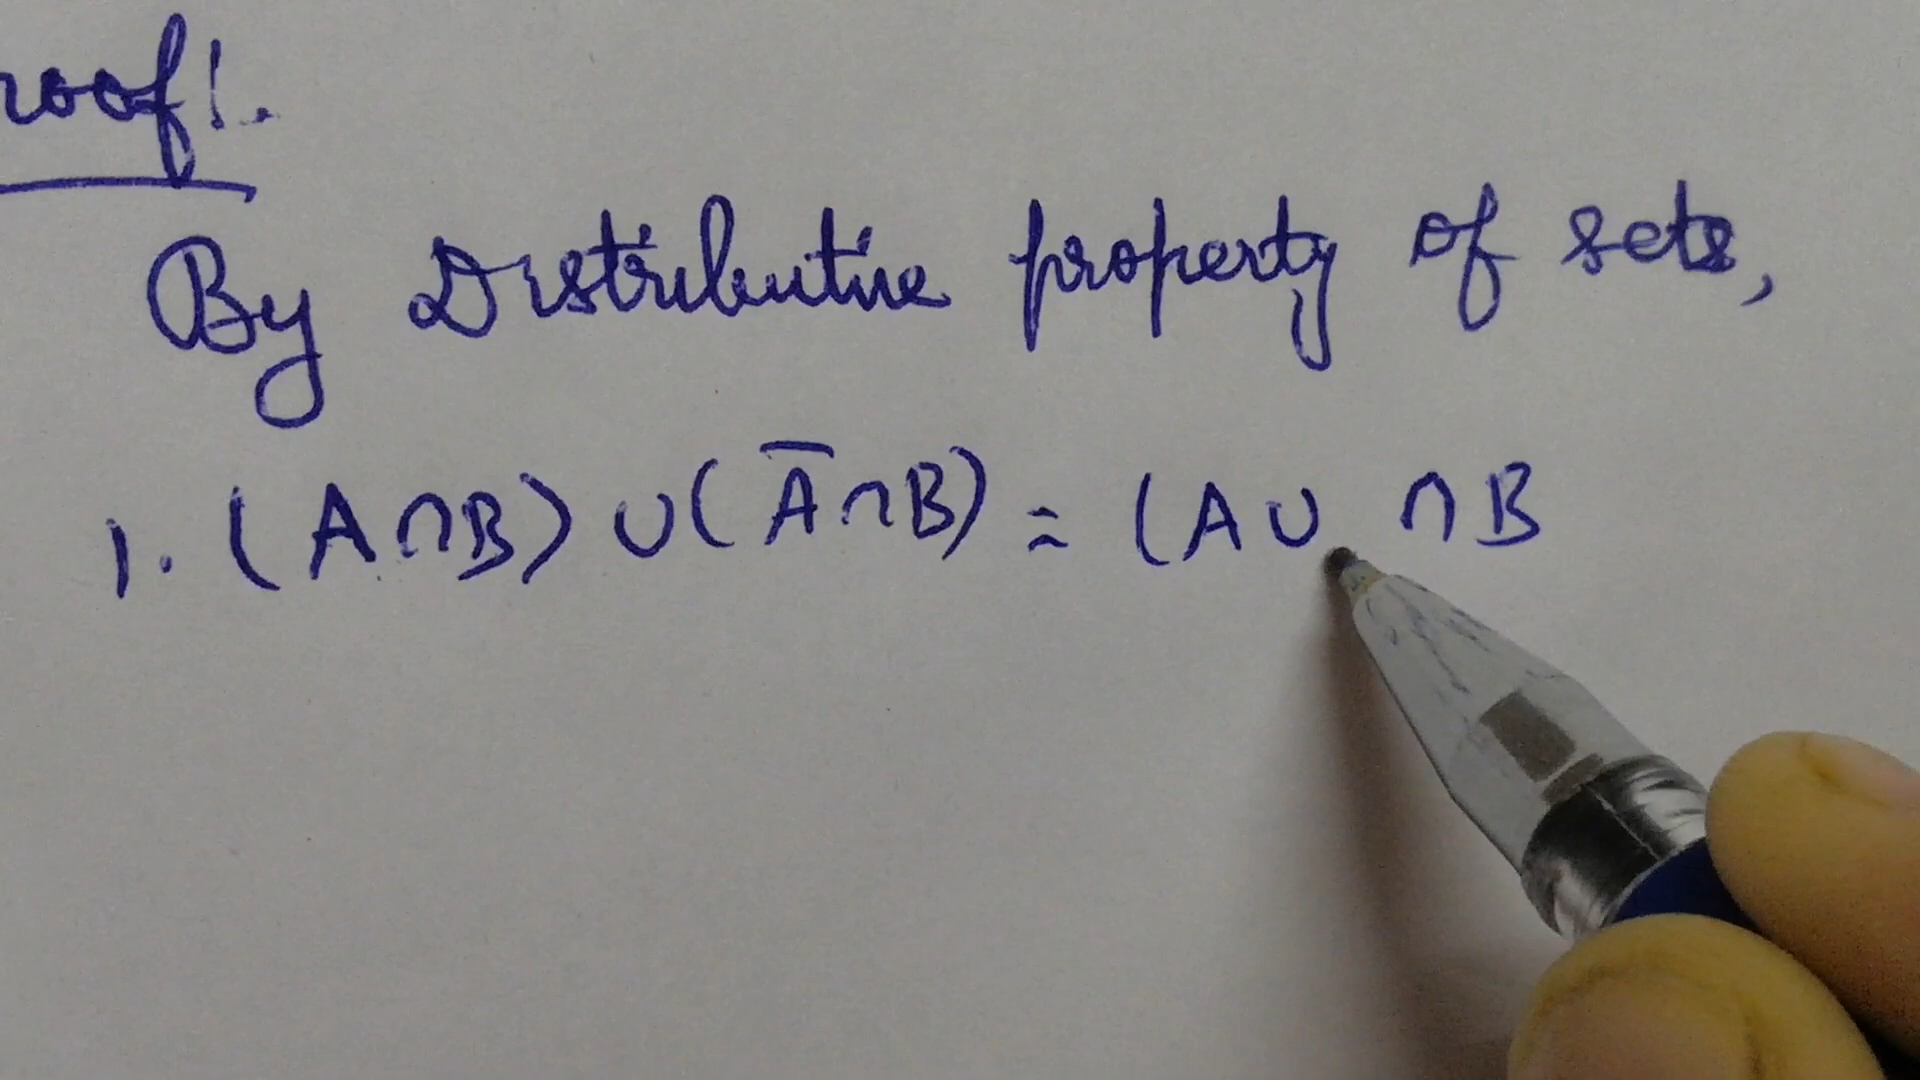 roof:.
By Distributive property of sets,
1. (A∩B) ∪ (A̅∩B) = (A∪ ∩B